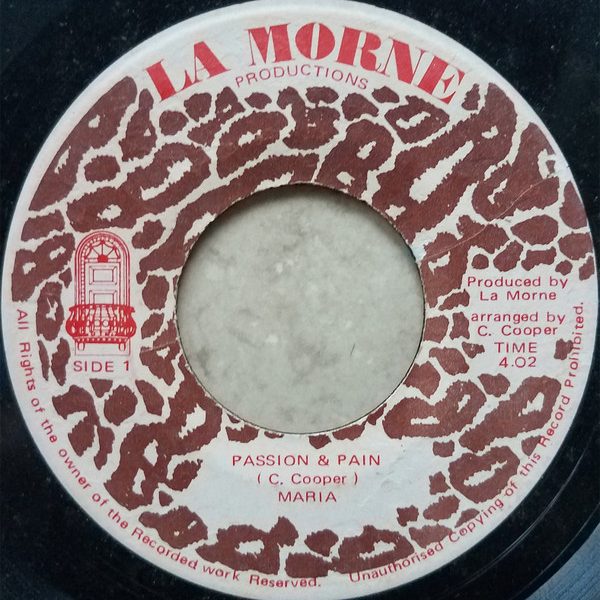 LA MORNE
PRODUCTIONS
Produced by
La Morne
arranged by
C. Cooper
TIME
4.02
SIDE 1
PASSION & PAIN
( C. Cooper )
MARIA
All Rights of the owner of the Recorded work Reserved. Unauthorised Copying of this Record Prohibited.